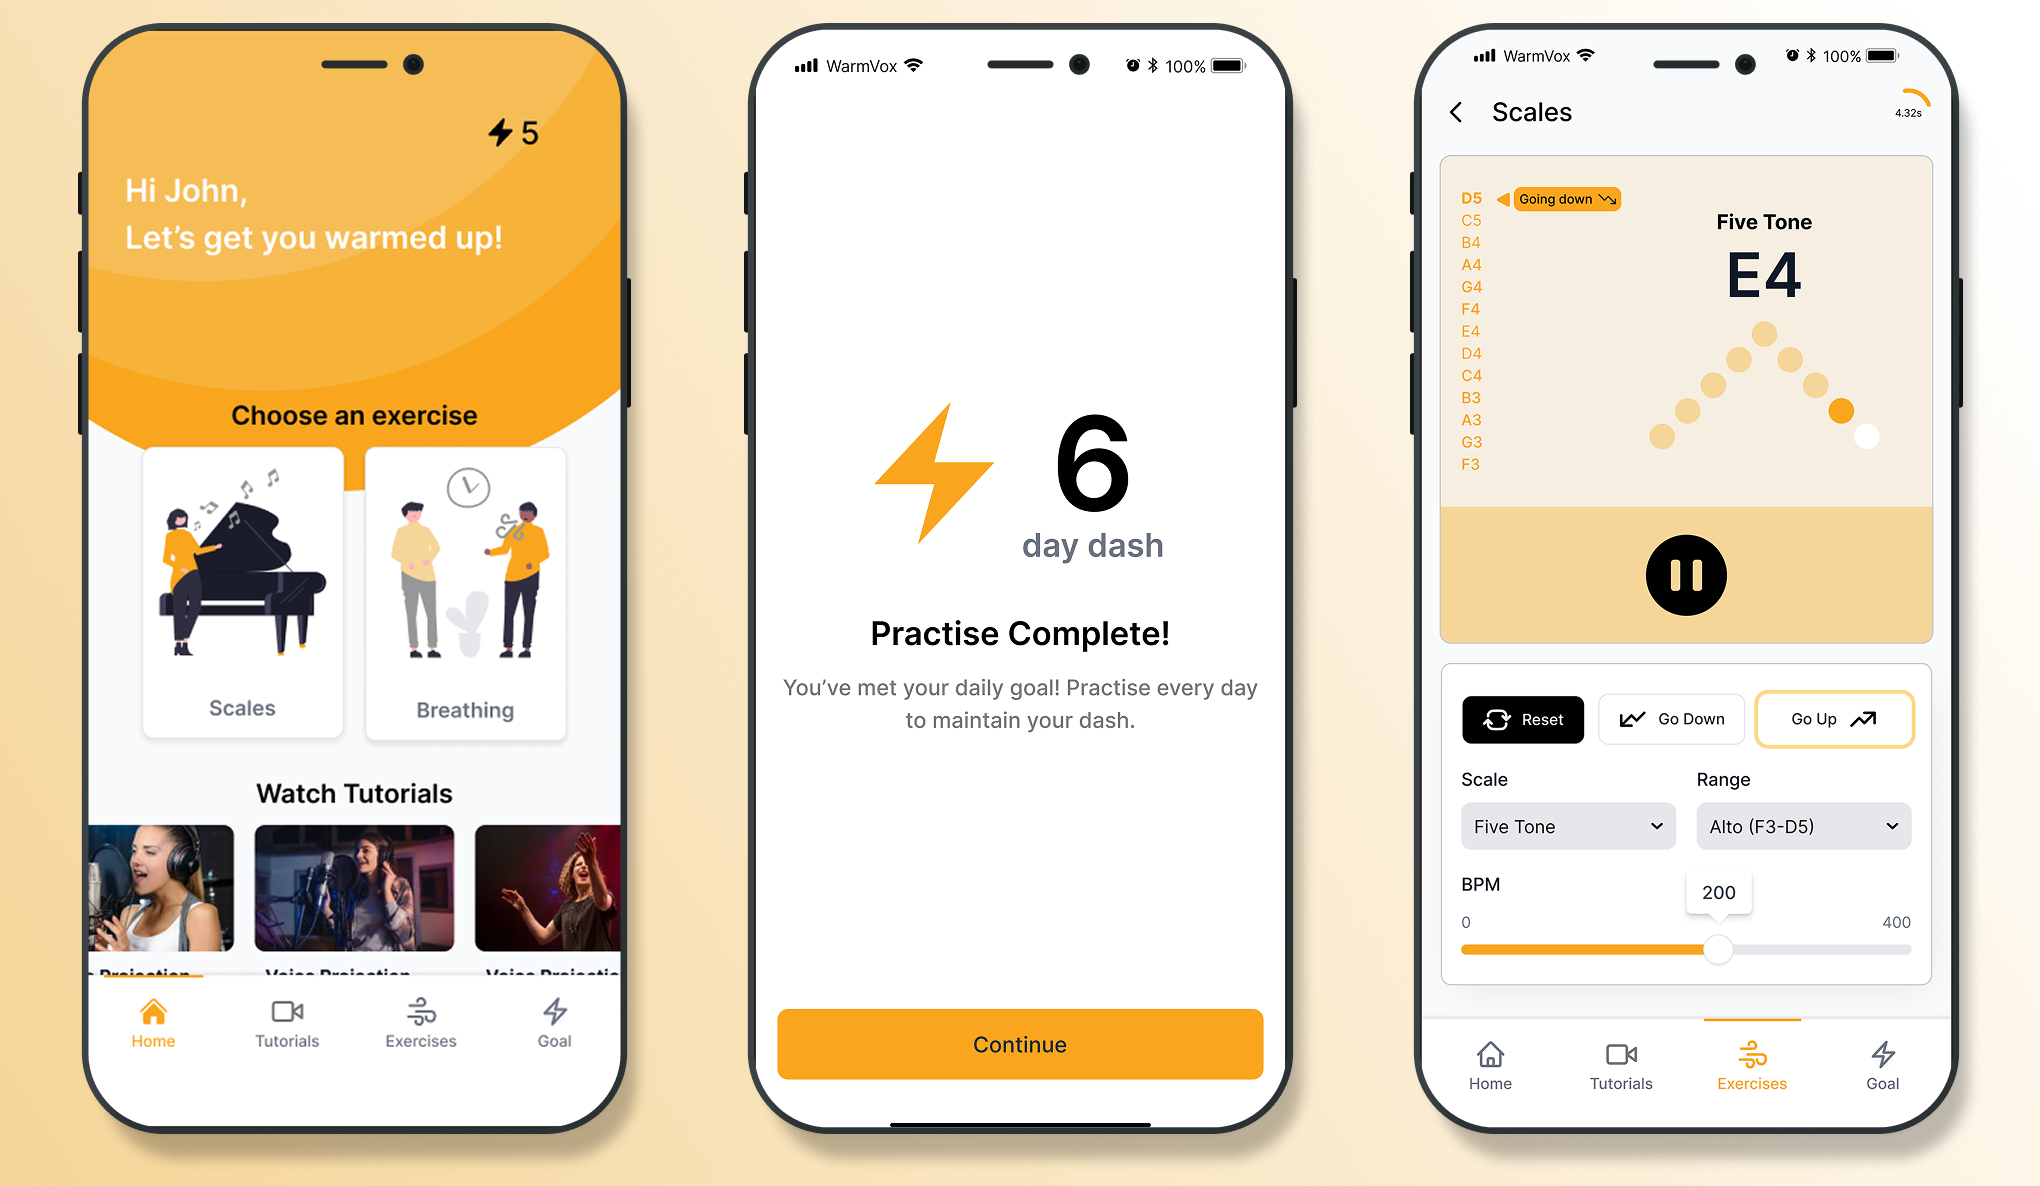 5
Hi John,
Let's get you warmed up!
Choose an exercise
Scales
Breathing
Watch Tutorials
Projection
Voice Projection
Voice
Home
Tutorials
Exercises
Goal
WarmVox
100%
6
day dash
Practise Complete!
You've met your daily goal! Practise every day
to maintain your dash.
Continue
WarmVox
100%
Scales
4.32s
D5
Going down
C5
B4
A4
G4
F4
E4
D4
C4
B3
A3
G3
F3
Five Tone
E4
Reset
Go Down
Go Up
Scale
Range
Five Tone
Alto (F3-D5)
BPM
200
0
400
Home
Tutorials
Exercises
Goal